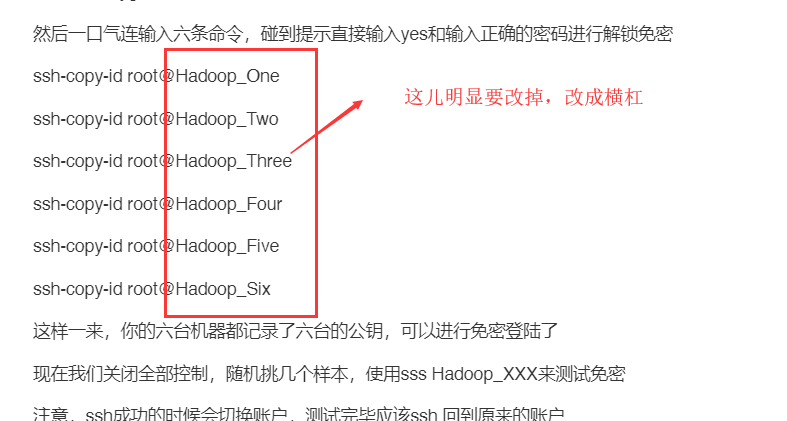 然后一口气连输入六条命令，碰到提示直接输入yes和输入正确的密码进行解锁免密
ssh-copy-id root@Hadoop_One
这儿明显要改掉，改成横杠
ssh-copy-id root@Hadoop_Two
ssh-copy-id root@Hadoop_Three
ssh-copy-id root@Hadoop_Four
ssh-copy-id root@Hadoop_Five
ssh-copy-id root@Hadoop_Six
这样一来，你的六台机器都记录了六台的公钥，可以进行免密登陆了
现在我们关闭全部控制，随机挑几个样本，使用sss Hadoop_XXX来测试免密
注意，ssh成功的时候会切换账户，测试完毕应该ssh 回到原来的账户